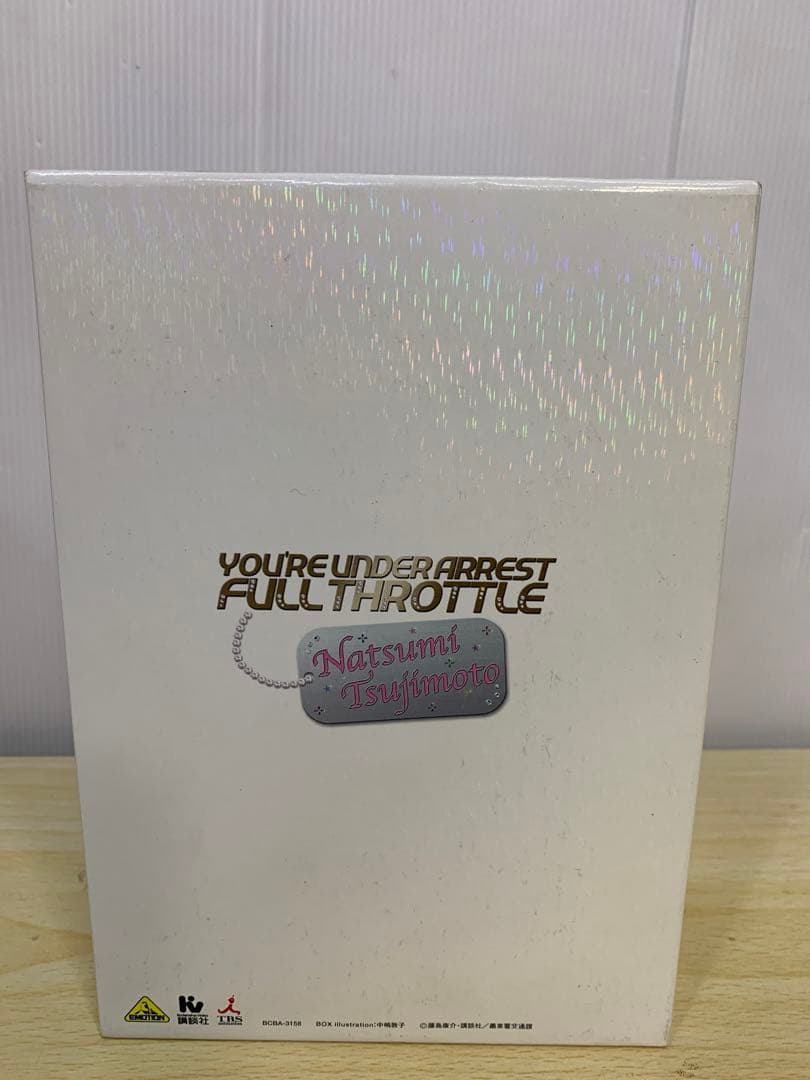 YOU'RE UNDER ARREST
FULL THROTTLE
Natsumi
Tsujimoto
EMOTION
講談社
TBS
BCBA-3158 BOX illustration:中嶋敦子 ©藤島康介・講談社/墨東署交通課